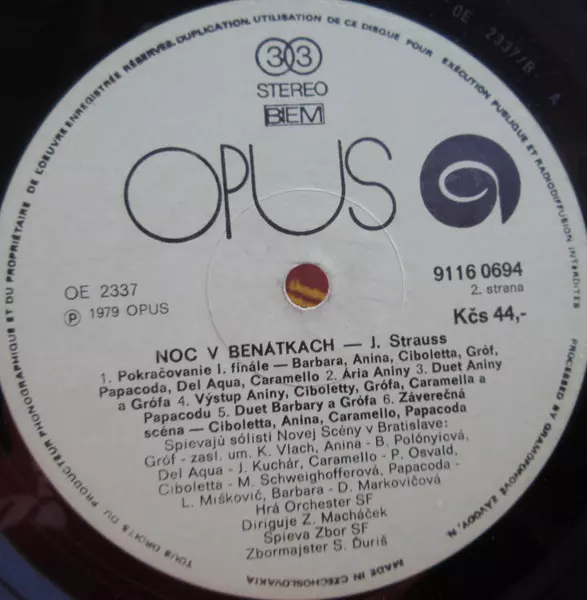 TOUS DROITS DU PRODUCTEUR PHONOGRAPHIQUE ET DU PROPRIÉTAIRE DE L'OEUVRE ENREGISTRÉE RÉSERVÉS. DUPLICATION, UTILISATION DE CE DISQUE POUR EXÉCUTION PUBLIQUE ET RADIODIFFUSION INTERDITES
OE 2337/B A
33
STEREO
BIEM
OPUS
OE 2337
℗ 1979 OPUS
9116 0694
2. strana
Kčs 44,-
NOC V BENÁTKACH — J. Strauss
1. Pokračovanie I. finále — Barbara, Anina, Ciboletta, Gróf,
Papacoda, Del Aqua, Caramello 2. Ária Aniny 3. Duet Aniny
a Grófa 4. Výstup Aniny, Ciboletty, Grófa, Caramella a
Papacodu 5. Duet Barbary a Grófa 6. Záverečná
scéna — Ciboletta, Anina, Caramello, Papacoda
Spievajú sólisti Novej Scény v Bratislave:
Gróf - zasl. um. K. Vlach, Anina - B. Polónyiová,
Del Aqua - J. Kuchár, Caramello - P. Osvald,
Ciboletta - M. Schweighofferová, Papacoda -
L. Miškovič, Barbara - D. Markovičová
Hrá Orchester SF
Diriguje Z. Macháček
Spieva Zbor SF
Zbormajster S. Ďuriš
MADE IN CZECHOSLOVAKIA
PROCESSED BY GRAMOFONOVÉ ZÁVODY, N.